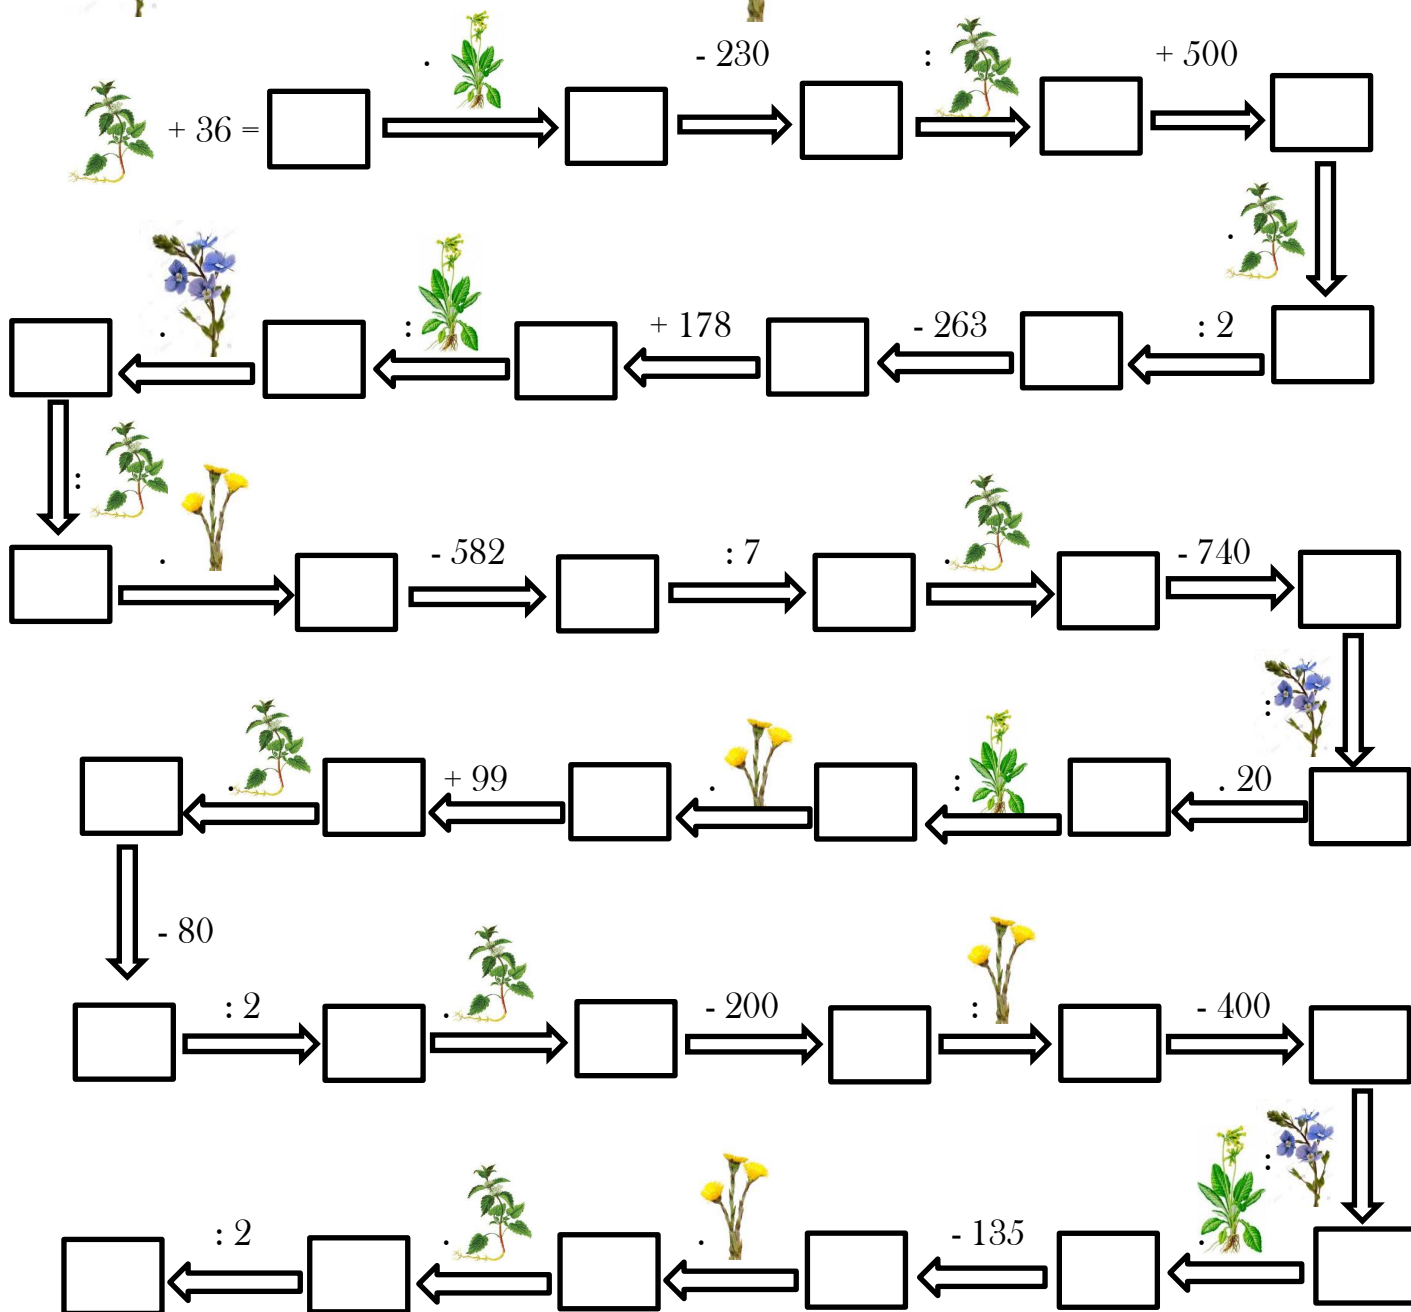 . - 230 : + 500
+ 36 =
.
. : + 178 - 263 : 2
:
. - 582 : 7 . - 740
:
. + 99 . : . 20
- 80
: 2 . - 200 : - 400
:
: 2 . . - 135 .